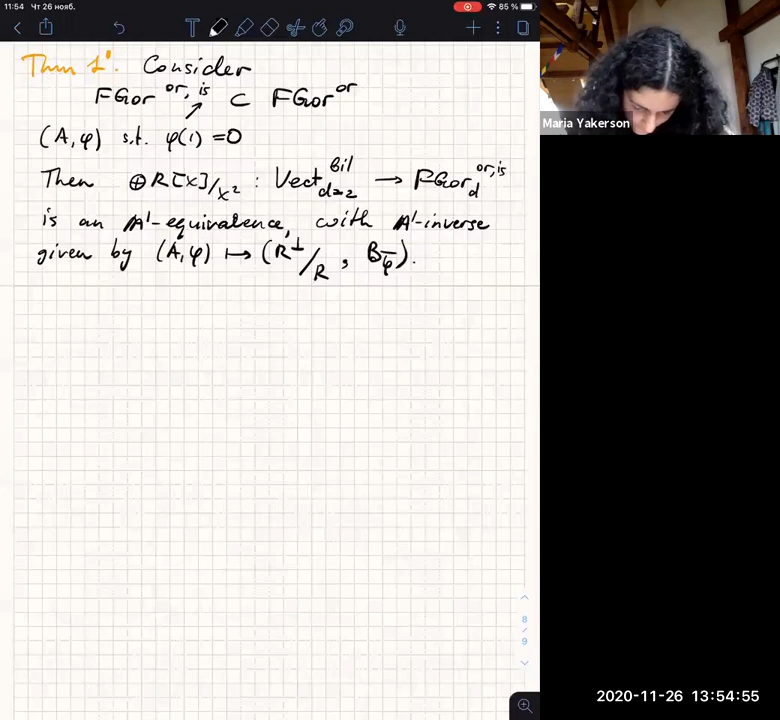 11:54 Чт 26 нояб.
85 %
Thm 1'. Consider
FGor^{or, is} ⊂ FGor^{or}
(A, φ) s.t. φ(1) = 0
Then ⊕R[x]/x² : Vect^{Bil}_{d-2} → FGor^{or, is}_d
is an A¹-equivalence, with A¹-inverse
given by (A, φ) ↦ (R^⊥/R, B_φ̄).
Maria Yakerson
8
/
9
2020-11-26 13:54:55